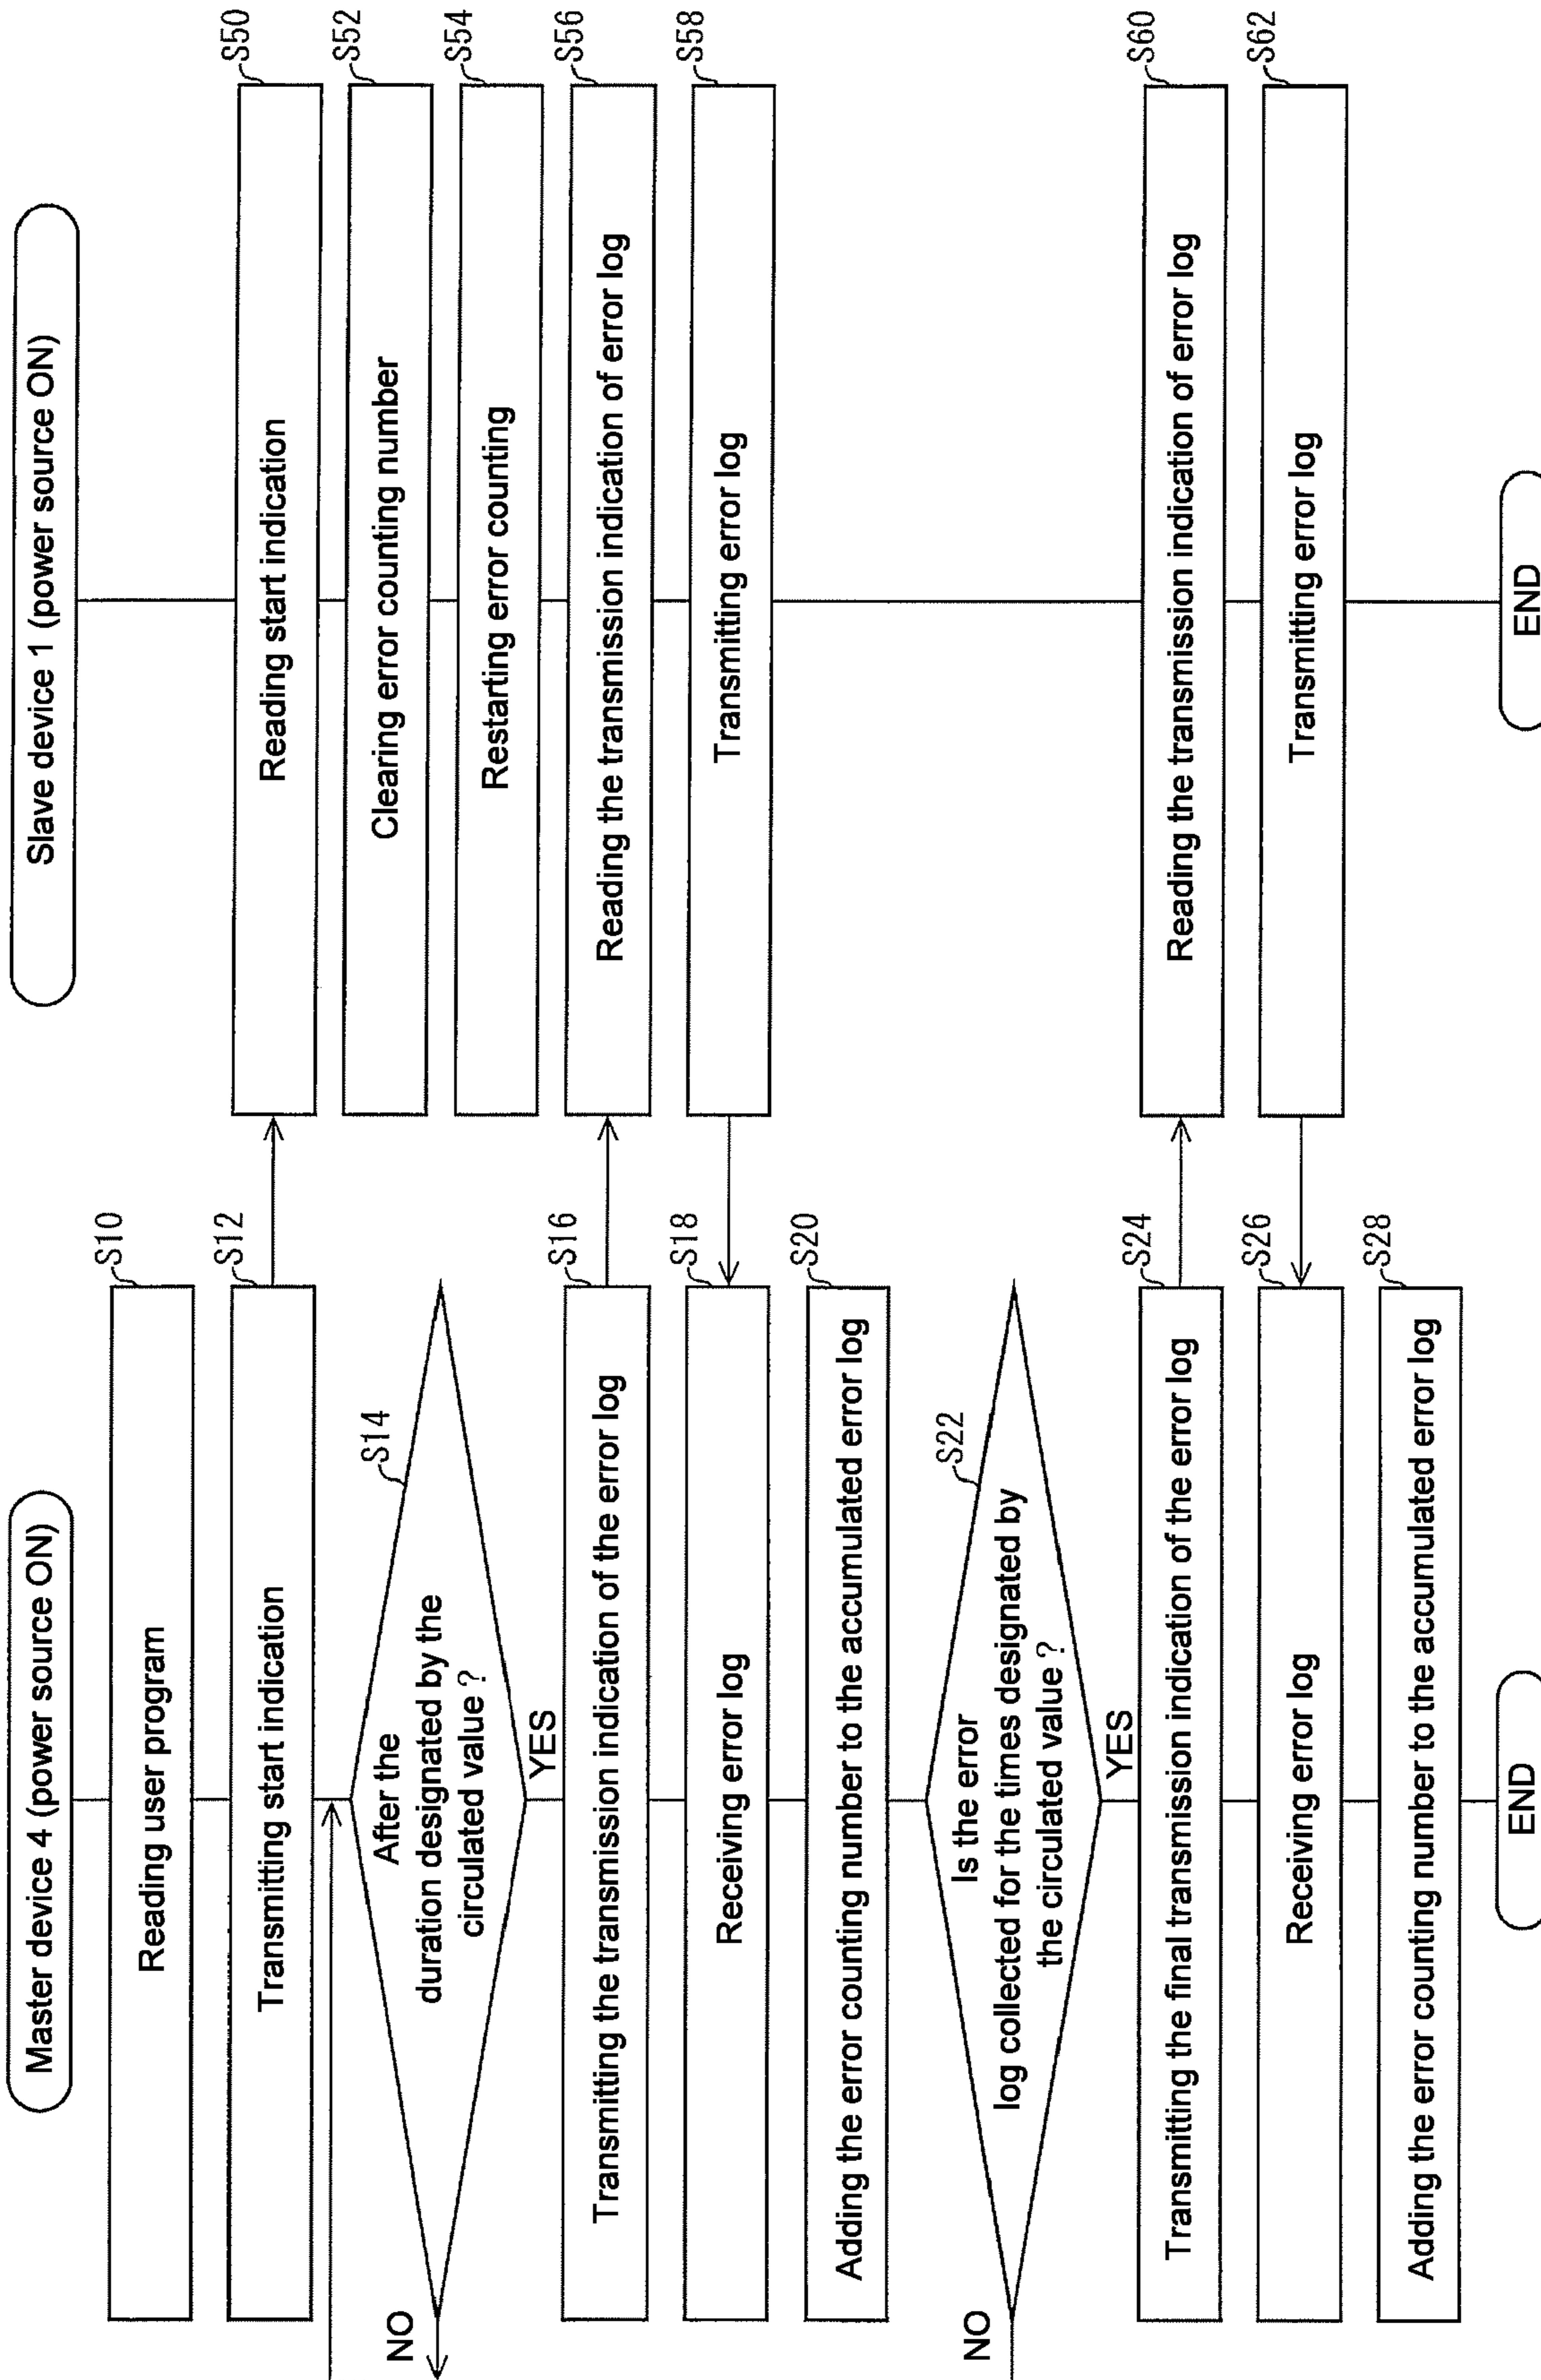 Master device 4 (power source ON)
S10
Reading user program
S12
Transmitting start indication
S14
After the
duration designated by the
circulated value?
NO
YES
S16
Transmitting the transmission indication of the error log
S18
Receiving error log
S20
Adding the error counting number to the accumulated error log
S22
Is the error
log collected for the times designated by
the circulated value?
NO
YES
S24
Transmitting the final transmission indication of the error log
S26
Receiving error log
S28
Adding the error counting number to the accumulated error log
END
Slave device 1 (power source ON)
S50
Reading start indication
S52
Clearing error counting number
S54
Restarting error counting
S56
Reading the transmission indication of error log
S58
Transmitting error log
S60
Reading the transmission indication of error log
S62
Transmitting error log
END